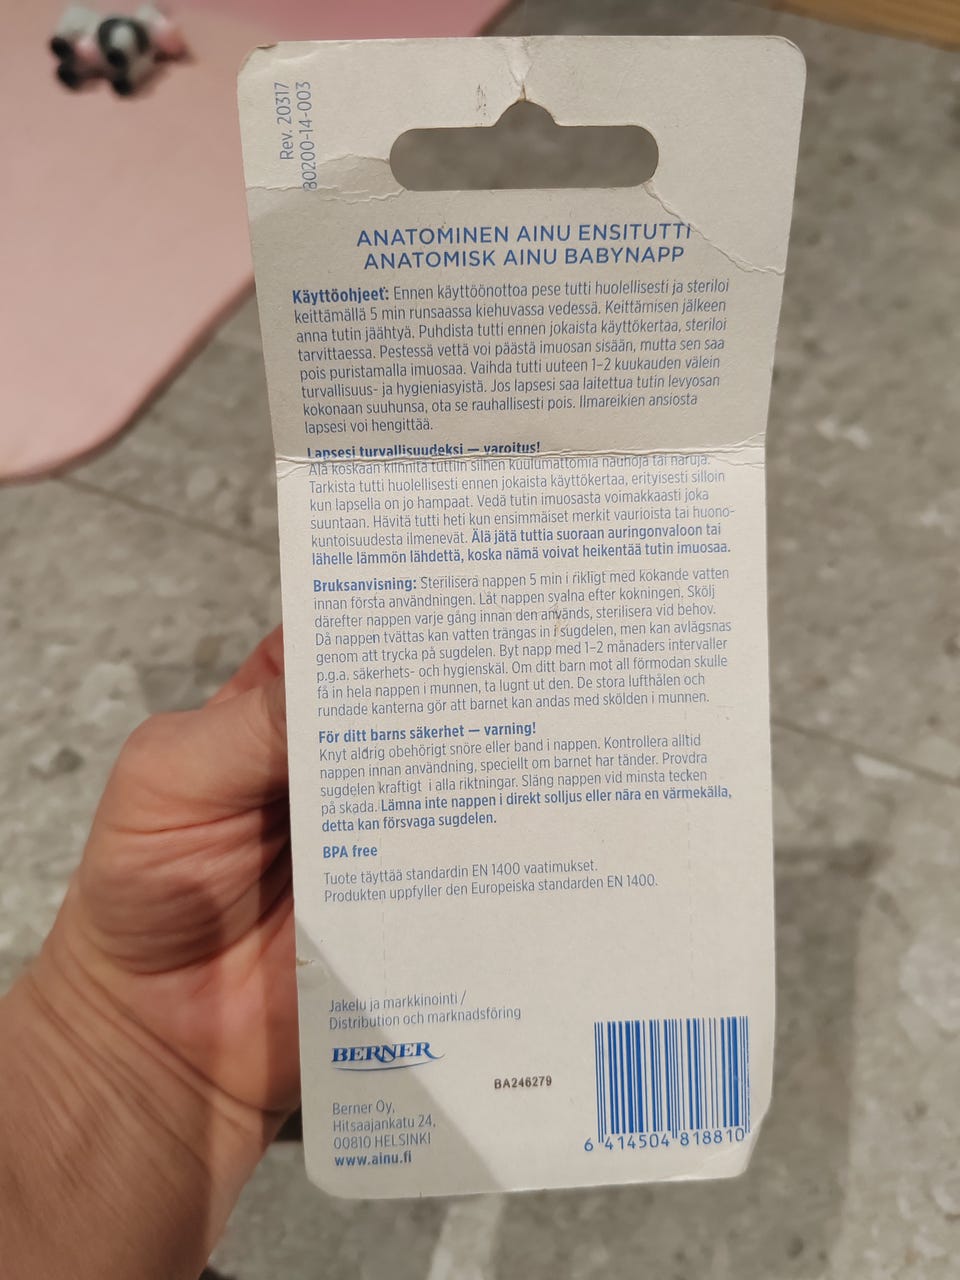 Rev. 20317
80200-14-003
ANATOMINEN AINU ENSITUTTI
ANATOMISK AINU BABYNAPP
Käyttöohjeet: Ennen käyttöönottoa pese tutti huolellisesti ja steriloi
keittämällä 5 min runsaassa kiehuvassa vedessä. Keittämisen jälkeen
anna tutin jäähtyä. Puhdista tutti ennen jokaista käyttökertaa, steriloi
tarvittaessa. Pestessä vettä voi päästä imuosan sisään, mutta sen saa
pois puristamalla imuosaa. Vaihda tutti uuteen 1–2 kuukauden välein
turvallisuus- ja hygieniasyistä. Jos lapsesi saa laitettua tutin levyosan
kokonaan suuhunsa, ota se rauhallisesti pois. Ilmareikien ansiosta
lapsesi voi hengittää.
Lapsesi turvallisuudeksi — varoitus!
Älä koskaan kiinnitä tuttiin siihen kuulumattomia nauhoja tai naruja.
Tarkista tutti huolellisesti ennen jokaista käyttökertaa, erityisesti silloin
kun lapsella on jo hampaat. Vedä tutin imuosasta voimakkaasti joka
suuntaan. Hävitä tutti heti kun ensimmäiset merkit vaurioista tai huono-
kuntoisuudesta ilmenevät. Älä jätä tuttia suoraan auringonvaloon tai
lähelle lämmön lähdettä, koska nämä voivat heikentää tutin imuosaa.
Bruksanvisning: Sterilisera nappen 5 min i rikligt med kokande vatten
innan första användningen. Låt nappen svalna efter kokningen. Skölj
därefter nappen varje gång innan den används, sterilisera vid behov.
Då nappen tvättas kan vatten trängas in i sugdelen, men kan avlägsnas
genom att trycka på sugdelen. Byt napp med 1–2 månaders intervaller
p.g.a. säkerhets- och hygienskäl. Om ditt barn mot all förmodan skulle
få in hela nappen i munnen, ta lugnt ut den. De stora lufthålen och
rundade kanterna gör att barnet kan andas med skölden i munnen.
För ditt barns säkerhet — varning!
Knyt aldrig obehörigt snöre eller band i nappen. Kontrollera alltid
nappen innan användning, speciellt om barnet har tänder. Provdra
sugdelen kraftigt i alla riktningar. Släng nappen vid minsta tecken
på skada. Lämna inte nappen i direkt solljus eller nära en värmekälla,
detta kan försvaga sugdelen.
BPA free
Tuote täyttää standardin EN 1400 vaatimukset.
Produkten uppfyller den Europeiska standarden EN 1400.
Jakelu ja markkinointi /
Distribution och marknadsföring
BERNER
BA246279
Berner Oy,
Hitsaajankatu 24,
00810 HELSINKI
www.ainu.fi
6 414504 818810